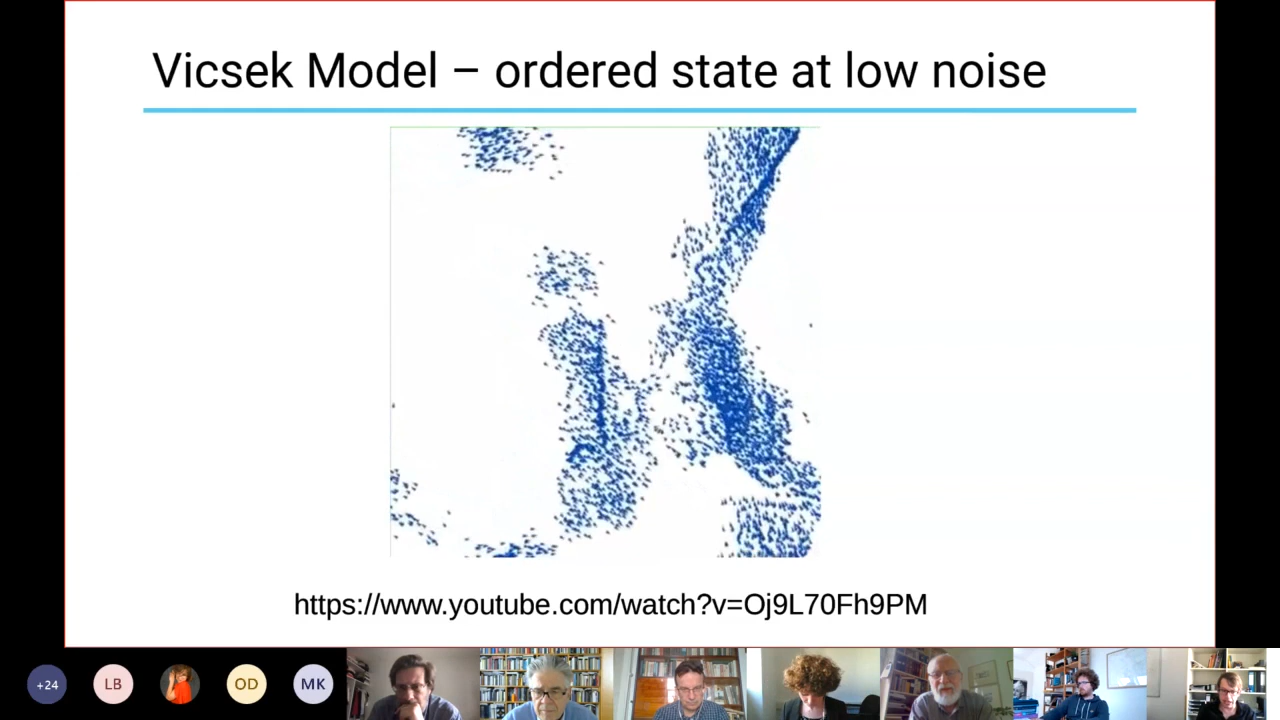 Vicsek Model – ordered state at low noise
https://www.youtube.com/watch?v=Oj9L70Fh9PM
+24
LB
OD
MK